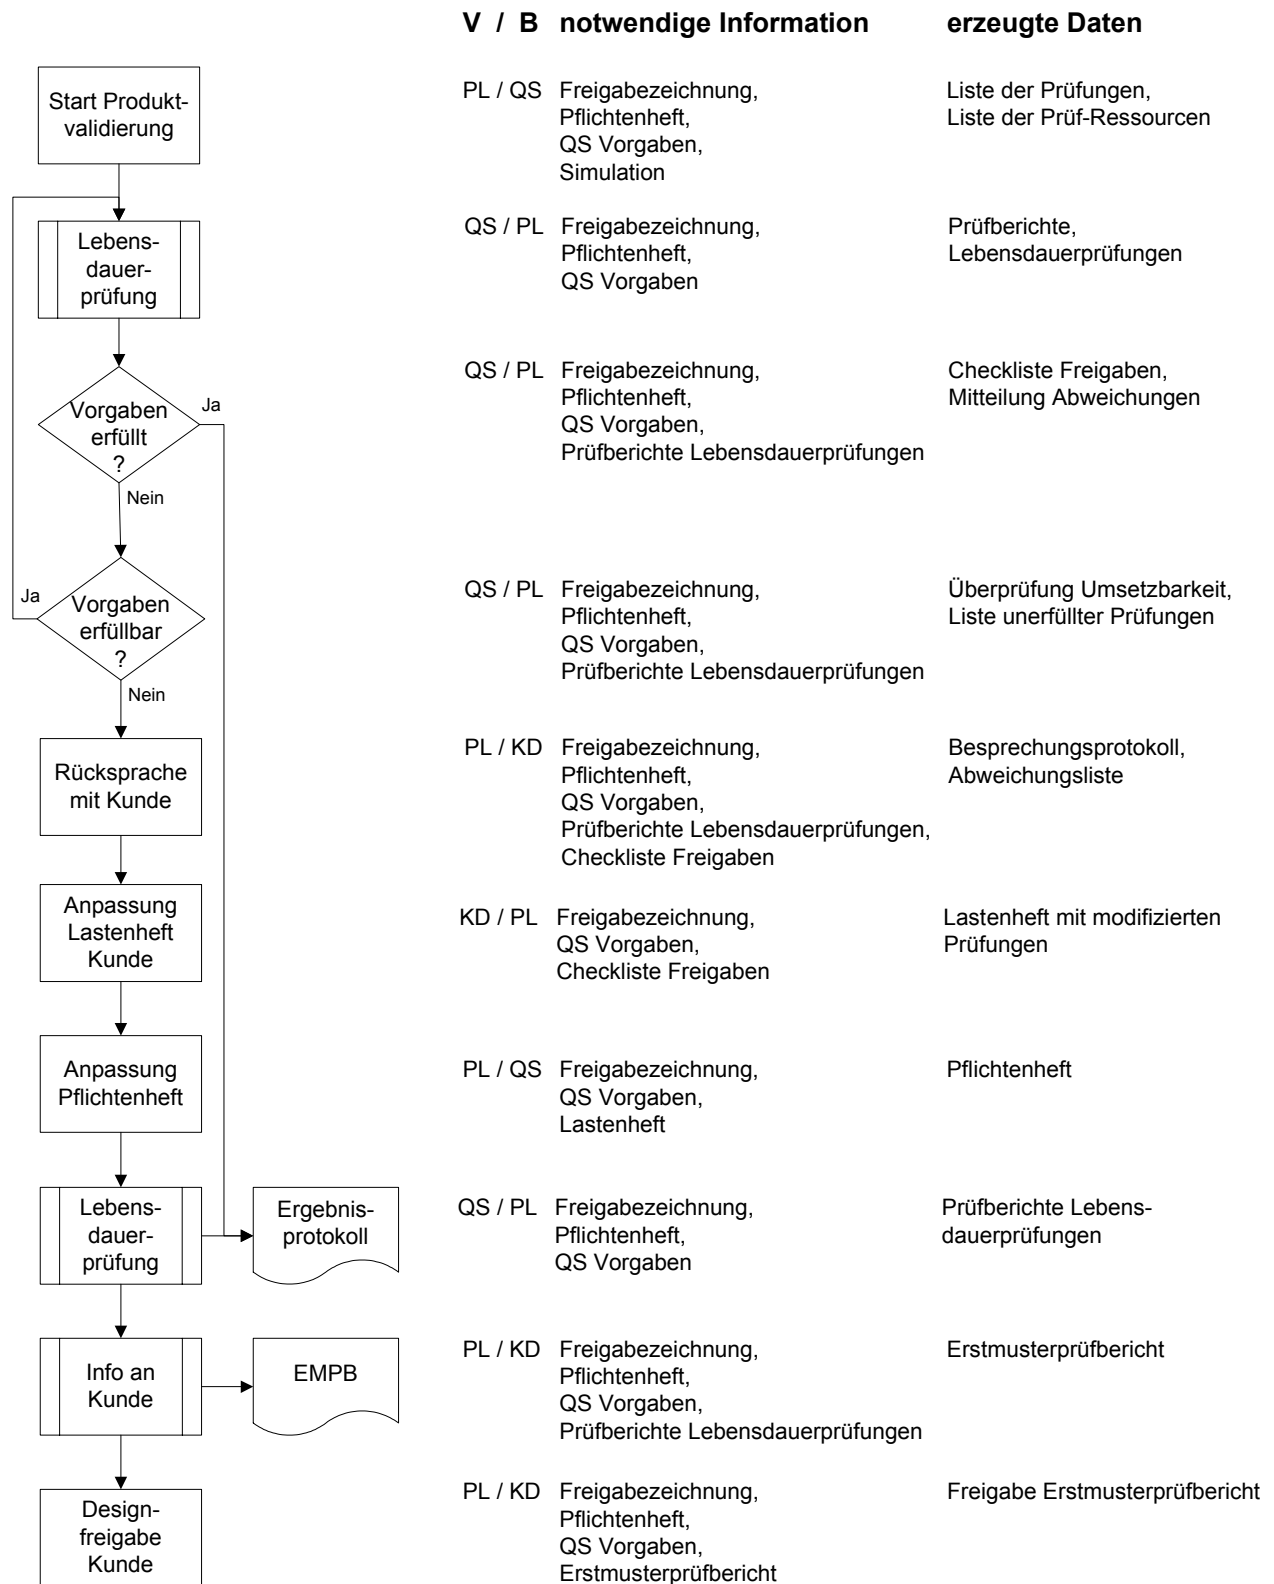 V / B notwendige Information erzeugte Daten
Start Produkt-
validierung
PL / QS Freigabezeichnung,
Pflichtenheft,
QS Vorgaben,
Simulation
Liste der Prüfungen,
Liste der Prüf-Ressourcen
Lebens-
dauer-
prüfung
QS / PL Freigabezeichnung,
Pflichtenheft,
QS Vorgaben
Prüfberichte,
Lebensdauerprüfungen
Vorgaben
erfüllt
?
Ja
Nein
QS / PL Freigabezeichnung,
Pflichtenheft,
QS Vorgaben,
Prüfberichte Lebensdauerprüfungen
Checkliste Freigaben,
Mitteilung Abweichungen
Ja
Vorgaben
erfüllbar
?
Nein
QS / PL Freigabezeichnung,
Pflichtenheft,
QS Vorgaben,
Prüfberichte Lebensdauerprüfungen
Überprüfung Umsetzbarkeit,
Liste unerfüllter Prüfungen
Rücksprache
mit Kunde
PL / KD Freigabezeichnung,
Pflichtenheft,
QS Vorgaben,
Prüfberichte Lebensdauerprüfungen,
Checkliste Freigaben
Besprechungsprotokoll,
Abweichungsliste
Anpassung
Lastenheft
Kunde
KD / PL Freigabezeichnung,
QS Vorgaben,
Checkliste Freigaben
Lastenheft mit modifizierten
Prüfungen
Anpassung
Pflichtenheft
PL / QS Freigabezeichnung,
QS Vorgaben,
Lastenheft
Pflichtenheft
Lebens-
dauer-
prüfung
Ergebnis-
protokoll
QS / PL Freigabezeichnung,
Pflichtenheft,
QS Vorgaben
Prüfberichte Lebens-
dauerprüfungen
Info an
Kunde
EMPB
PL / KD Freigabezeichnung,
Pflichtenheft,
QS Vorgaben,
Prüfberichte Lebensdauerprüfungen
Erstmusterprüfbericht
Design-
freigabe
Kunde
PL / KD Freigabezeichnung,
Pflichtenheft,
QS Vorgaben,
Erstmusterprüfbericht
Freigabe Erstmusterprüfbericht